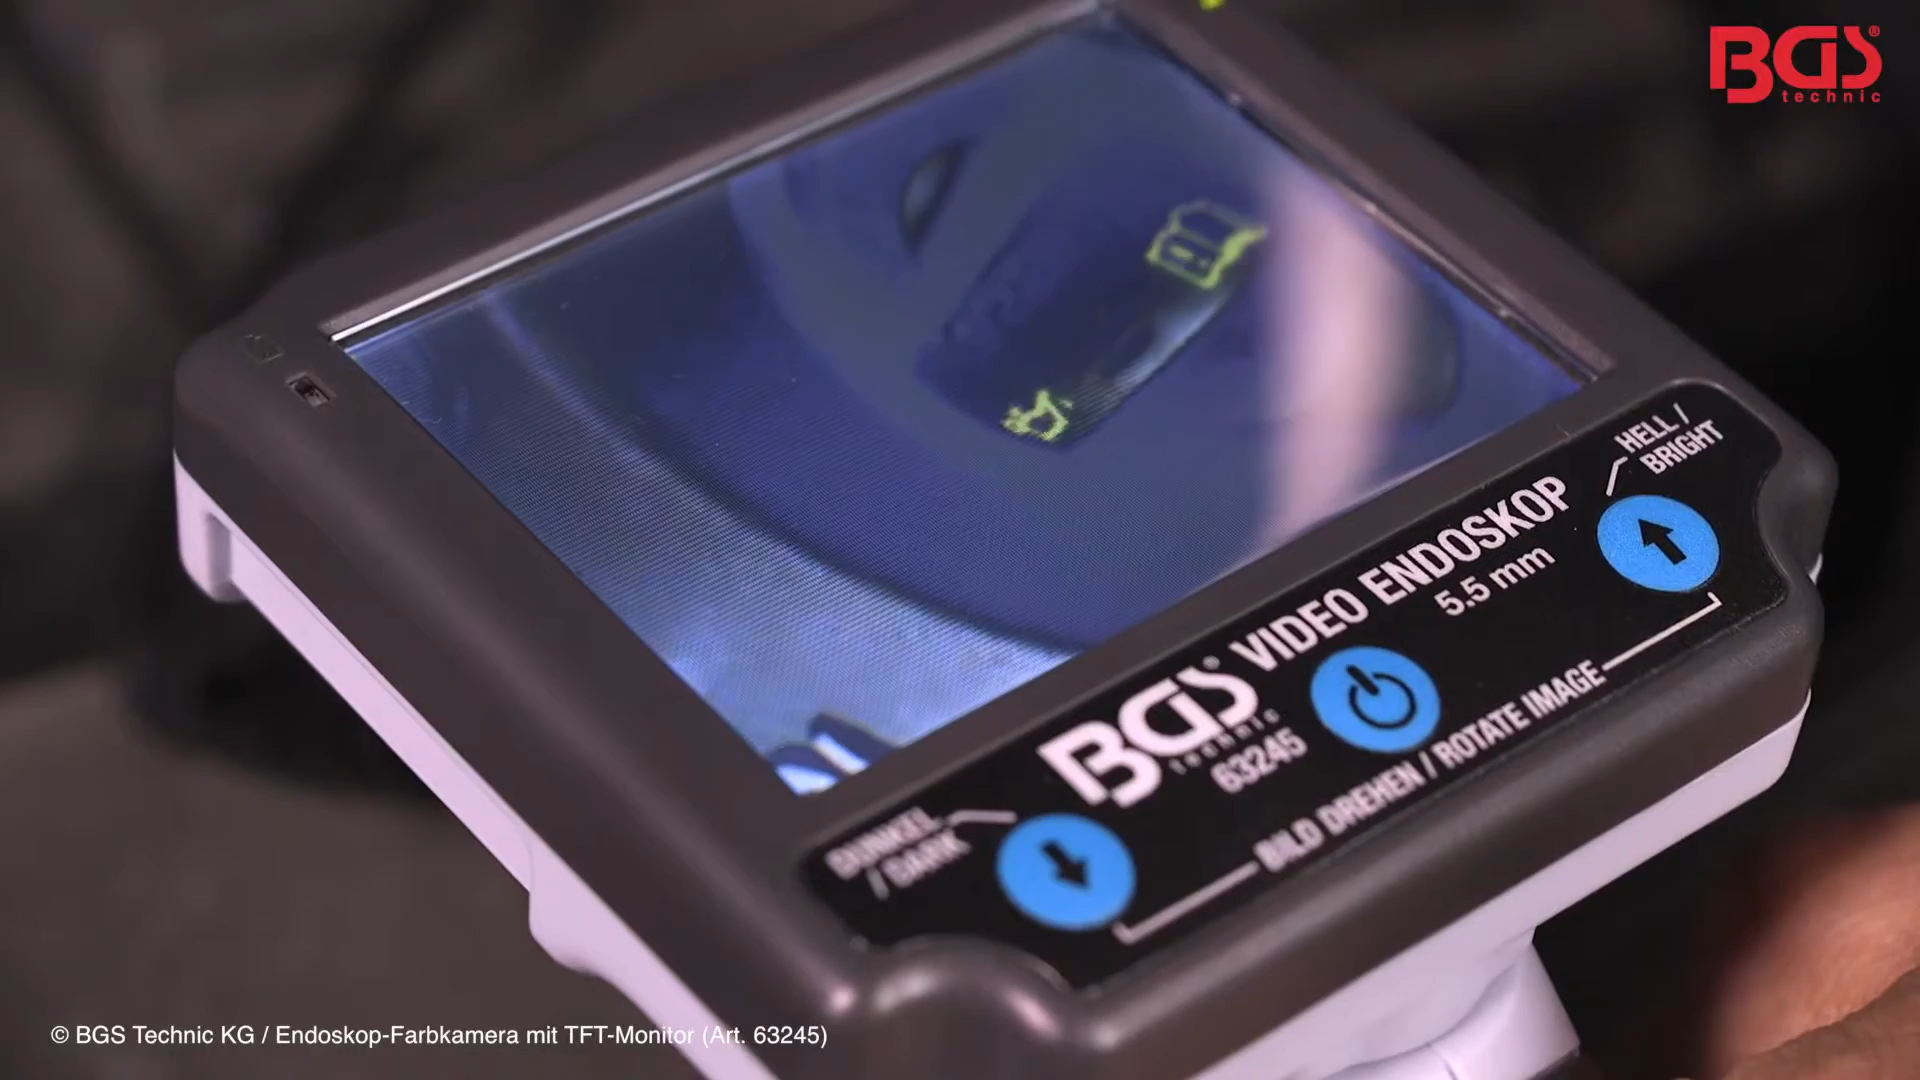 BGS®
technic
HELL /
BRIGHT
BGS® VIDEO ENDOSKOP
technic
5.5 mm
63245
DUNKEL
/ DARK
BILD DREHEN / ROTATE IMAGE
© BGS Technic KG / Endoskop-Farbkamera mit TFT-Monitor (Art. 63245)